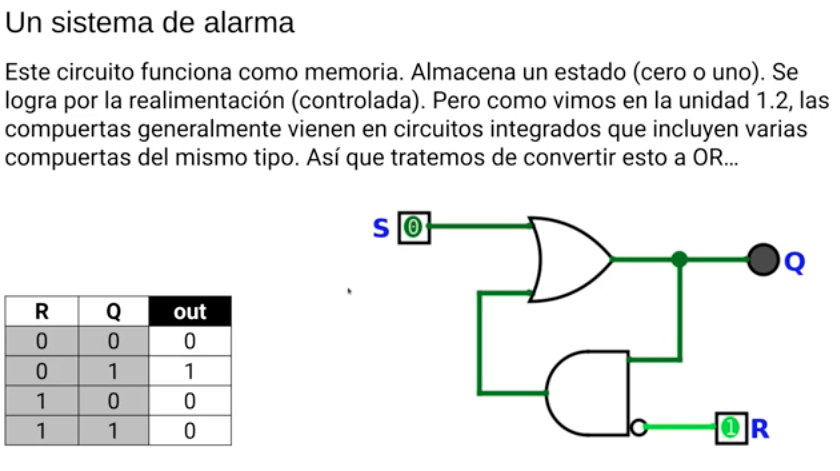 Un sistema de alarma
Este circuito funciona como memoria. Almacena un estado (cero o uno). Se
logra por la realimentación (controlada). Pero como vimos en la unidad 1.2, las
compuertas generalmente vienen en circuitos integrados que incluyen varias
compuertas del mismo tipo. Así que tratemos de convertir esto a OR...
S 0
Q
R Q out
0 0 0
0 1 1
1 0 0
1 1 0
1 R